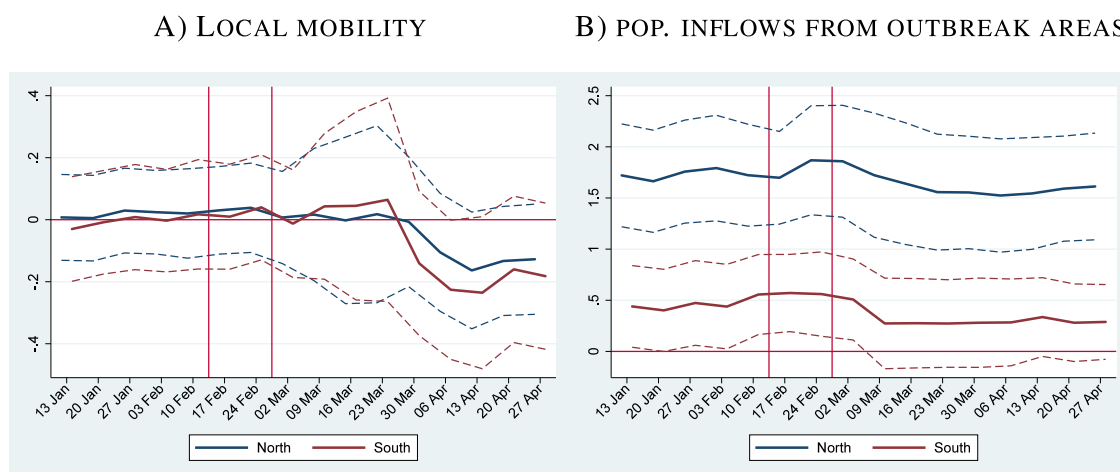 A) LOCAL MOBILITY
.4
.2
0
-.2
-.4
13 Jan 20 Jan 27 Jan 03 Feb 10 Feb 17 Feb 24 Feb 02 Mar 09 Mar 16 Mar 23 Mar 30 Mar 06 Apr 13 Apr 20 Apr 27 Apr
North South
B) POP. INFLOWS FROM OUTBREAK AREAS
2.5
2
1.5
1
.5
0
13 Jan 20 Jan 27 Jan 03 Feb 10 Feb 17 Feb 24 Feb 02 Mar 09 Mar 16 Mar 23 Mar 30 Mar 06 Apr 13 Apr 20 Apr 27 Apr
North South